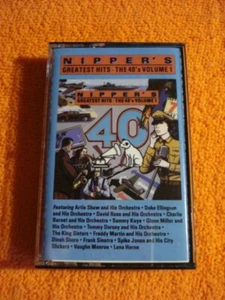 NIPPER'S
GREATEST HITS - THE 40's VOLUME 1
NIPPER'S
GREATEST HITS - THE 40's VOLUME 1
40
Featuring Artie Shaw and His Orchestra • Duke Ellington
and His Orchestra • David Rose and His Orchestra • Charlie
Barnet and His Orchestra • Sammy Kaye • Glenn Miller and
His Orchestra • Tommy Dorsey and His Orchestra •
The King Sisters • Freddy Martin and His Orchestra •
Dinah Shore • Frank Sinatra • Spike Jones and His City
Slickers • Vaughn Monroe • Lena Horne